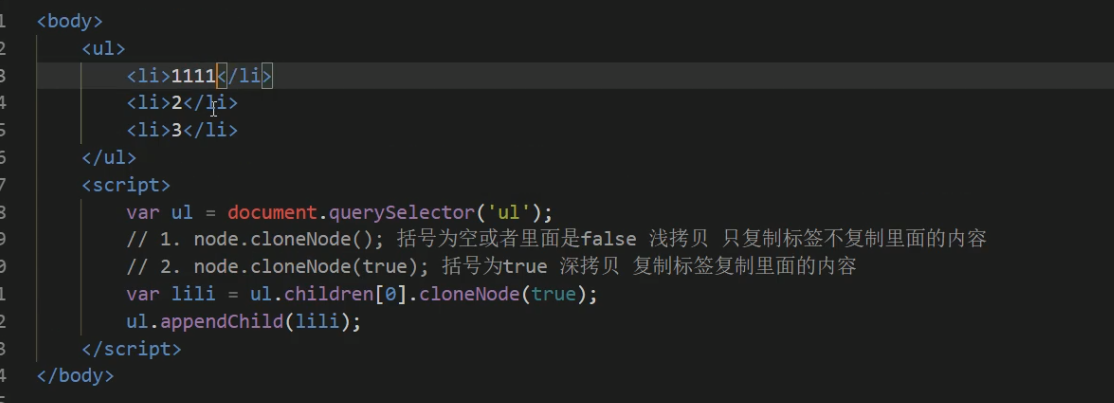 1 <body>
2 <ul>
3 <li>1111</li>
4 <li>2</li>
5 <li>3</li>
6 </ul>
7 <script>
8 var ul = document.querySelector('ul');
9 // 1. node.cloneNode(); 括号为空或者里面是false 浅拷贝 只复制标签不复制里面的内容
0 // 2. node.cloneNode(true); 括号为true 深拷贝 复制标签复制里面的内容
1 var lili = ul.children[0].cloneNode(true);
2 ul.appendChild(lili);
3 </script>
4 </body>